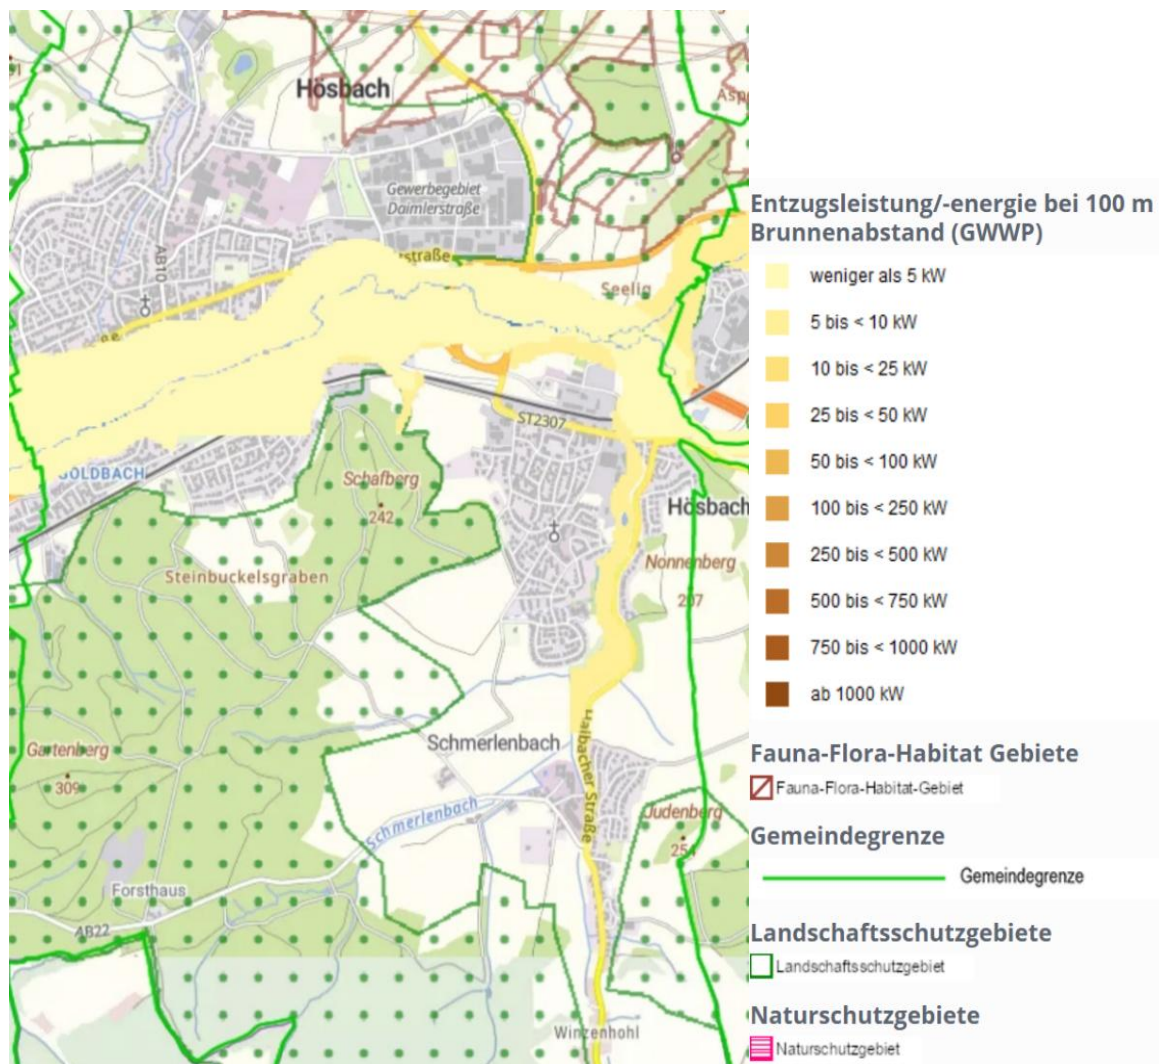 Hösbach
Gewerbegebiet
Daimlerstraße
AB10
tstraße
Seelig
ST2307
GOLDBACH
Schafberg
242
Hösbach
Nonnenberg
207
Steinbuckelsgraben
Gartenberg
309
Schmerlenbach
Haibacher Straße
Schmerlenbach
Judenberg
254
Forsthaus
AB22
Winzenhohl
Entzugsleistung/-energie bei 100 m
Brunnenabstand (GWWP)
weniger als 5 kW
5 bis < 10 kW
10 bis < 25 kW
25 bis < 50 kW
50 bis < 100 kW
100 bis < 250 kW
250 bis < 500 kW
500 bis < 750 kW
750 bis < 1000 kW
ab 1000 kW
Fauna-Flora-Habitat Gebiete
Fauna-Flora-Habitat-Gebiet
Gemeindegrenze
Gemeindegrenze
Landschaftsschutzgebiete
Landschaftsschutzgebiet
Naturschutzgebiete
Naturschutzgebiet